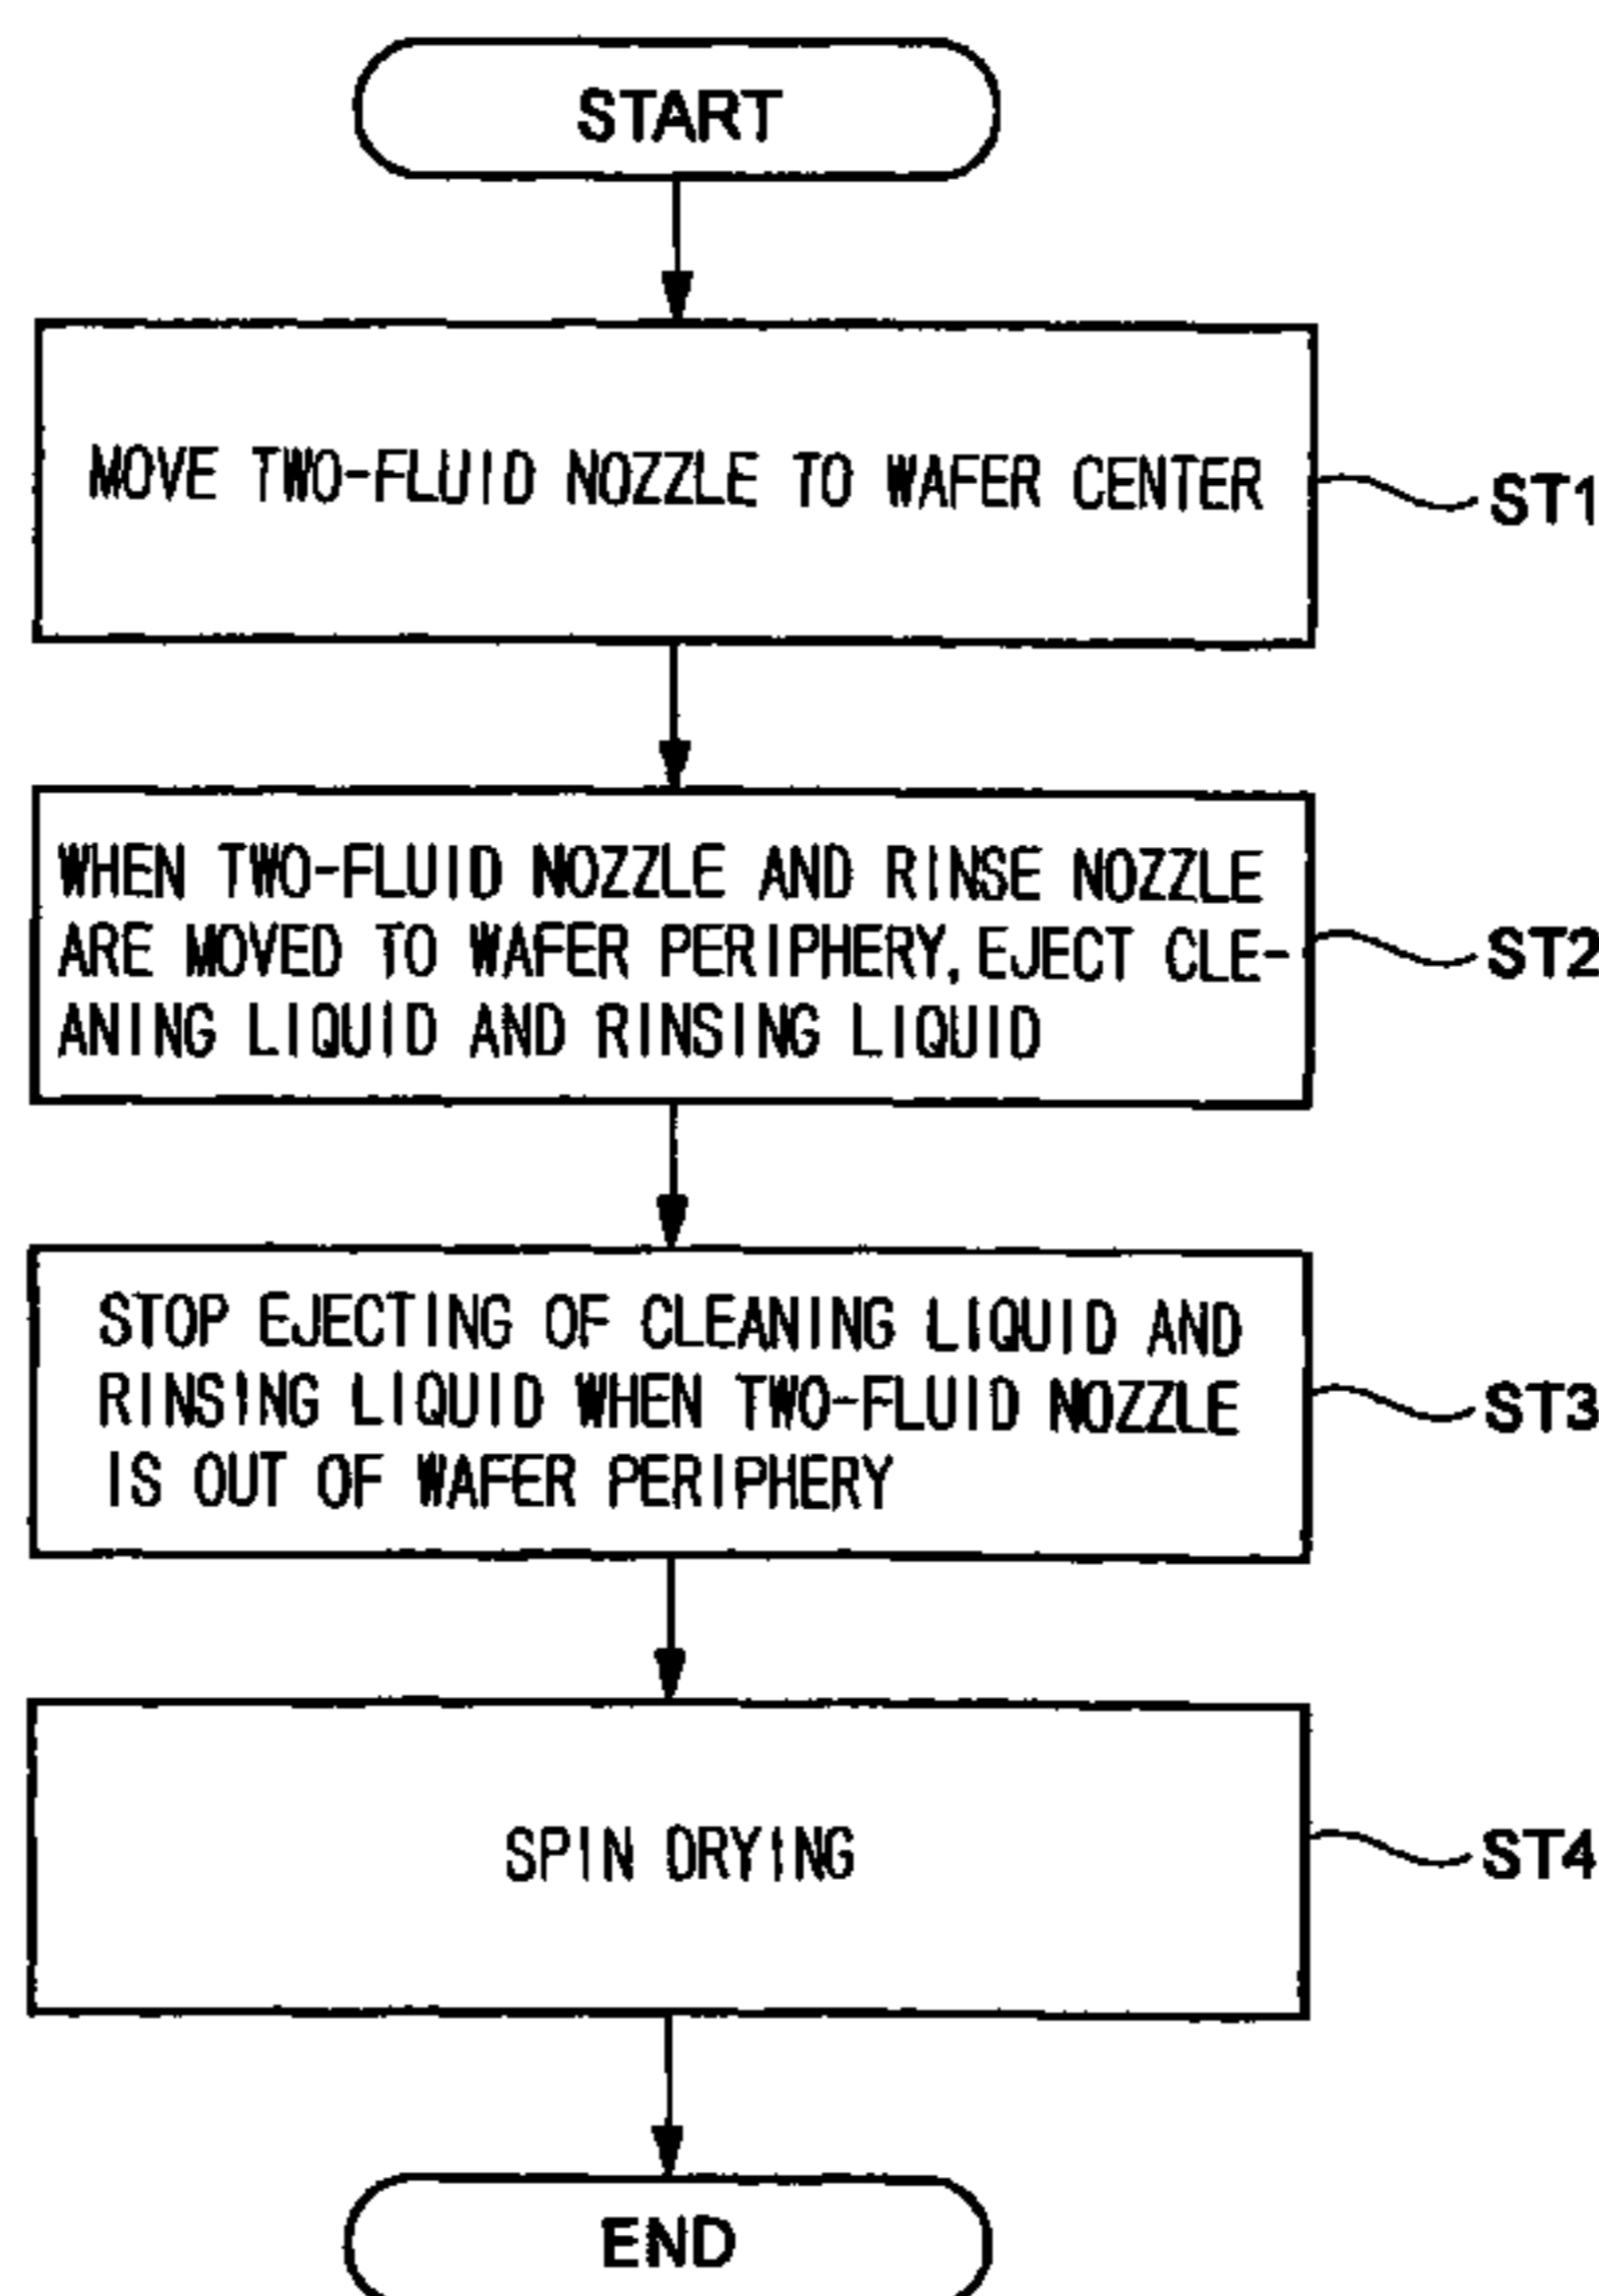 START
MOVE TWO-FLUID NOZZLE TO WAFER CENTER
ST1
WHEN TWO-FLUID NOZZLE AND RINSE NOZZLE
ARE MOVED TO WAFER PERIPHERY, EJECT CLE-
ANING LIQUID AND RINSING LIQUID
ST2
STOP EJECTING OF CLEANING LIQUID AND
RINSING LIQUID WHEN TWO-FLUID NOZZLE
IS OUT OF WAFER PERIPHERY
ST3
SPIN DRYING
ST4
END